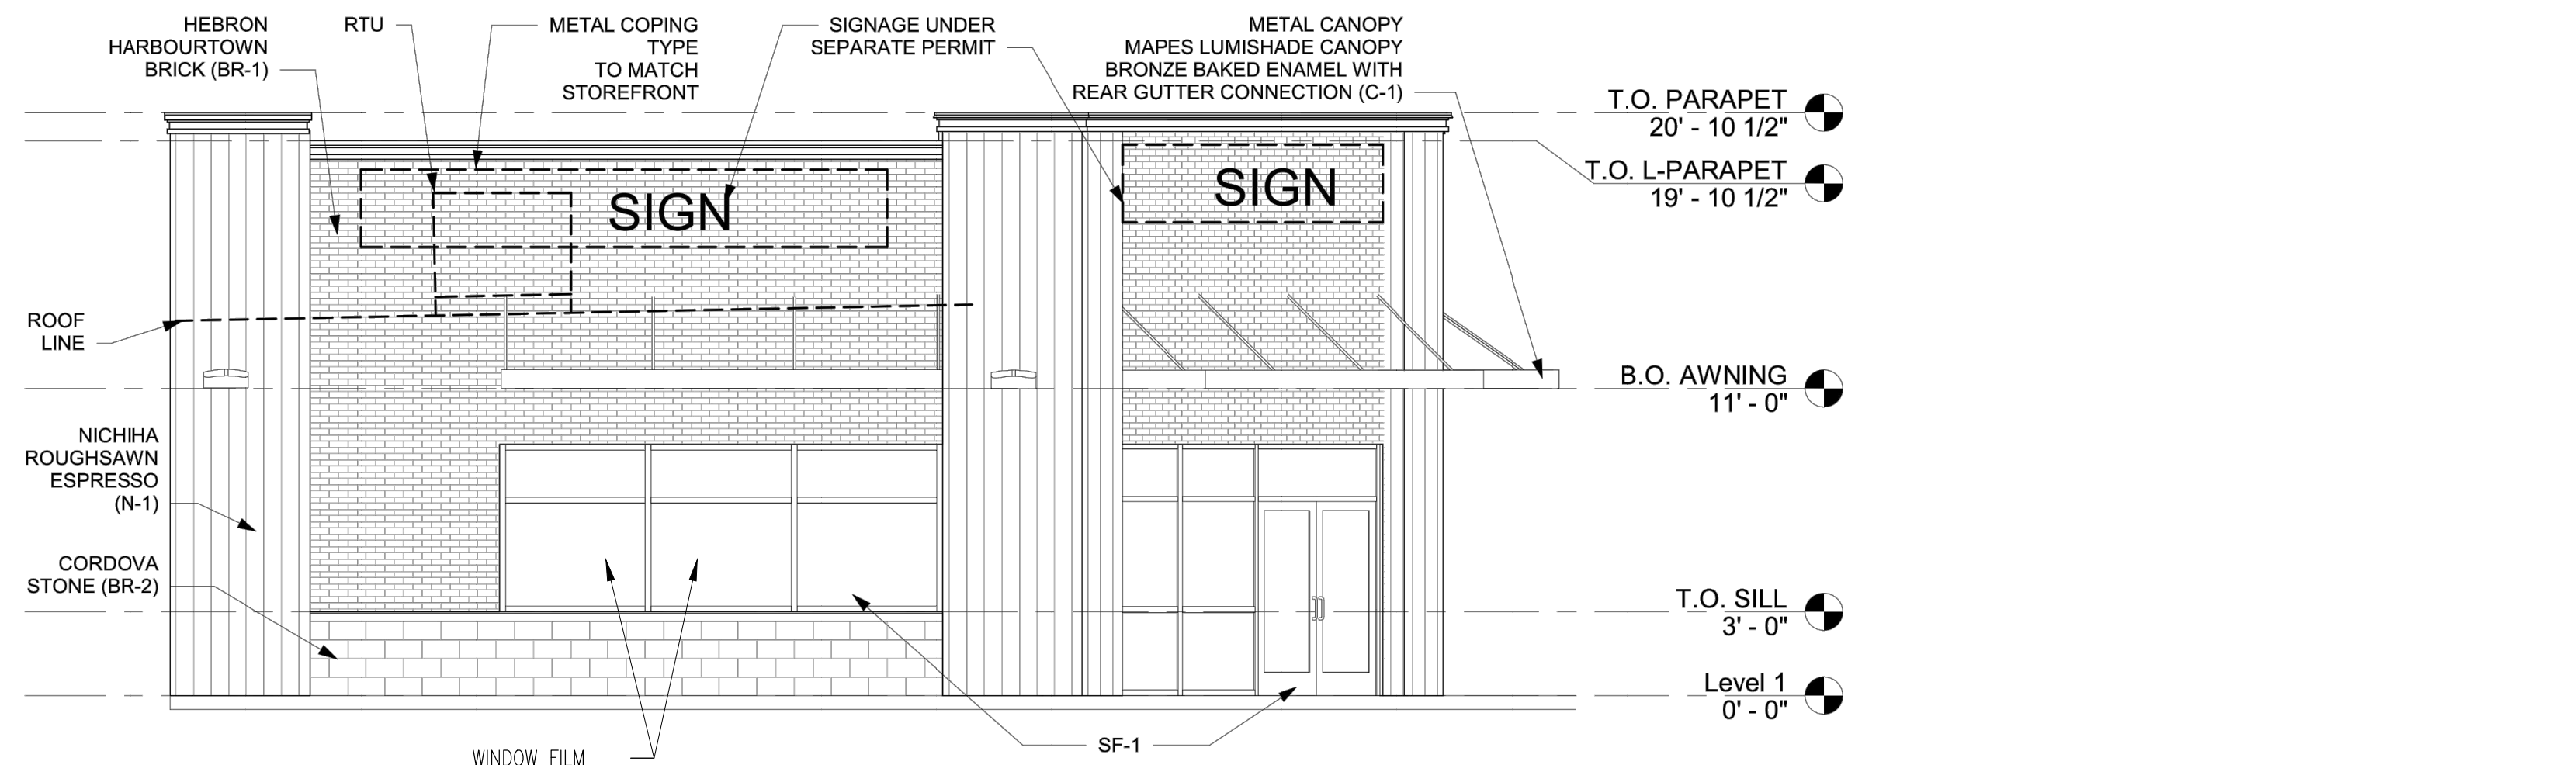 HEBRON
HARBOURTOWN
BRICK (BR-1)
RTU
METAL COPING
TYPE
TO MATCH
STOREFRONT
SIGNAGE UNDER
SEPARATE PERMIT
METAL CANOPY
MAPES LUMISHADE CANOPY
BRONZE BAKED ENAMEL WITH
REAR GUTTER CONNECTION (C-1)
T.O. PARAPET
20' - 10 1/2"
T.O. L-PARAPET
19' - 10 1/2"
SIGN
SIGN
ROOF
LINE
B.O. AWNING
11' - 0"
NICHIHA
ROUGHSAWN
ESPRESSO
(N-1)
CORDOVA
STONE (BR-2)
T.O. SILL
3' - 0"
Level 1
0' - 0"
SF-1
WINDOW FILM